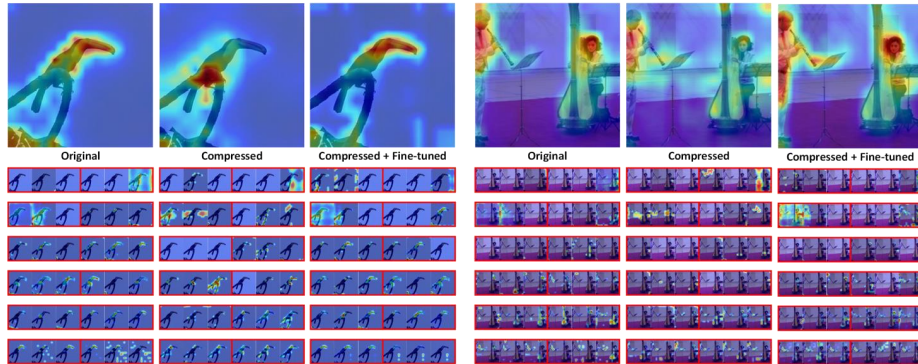 Original
Compressed
Compressed + Fine-tuned
Original
Compressed
Compressed + Fine-tuned